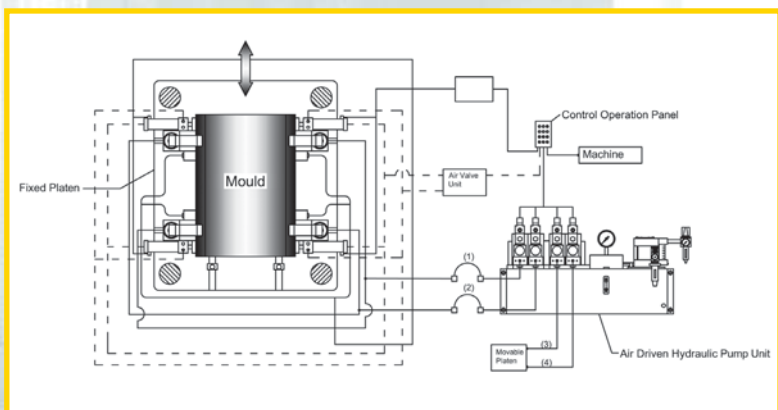 Control Operation Panel
Machine
Fixed Platen
Mould
Air Valve
Unit
(1)
(2)
(3)
Movable
Platen
(4)
Air Driven Hydraulic Pump Unit